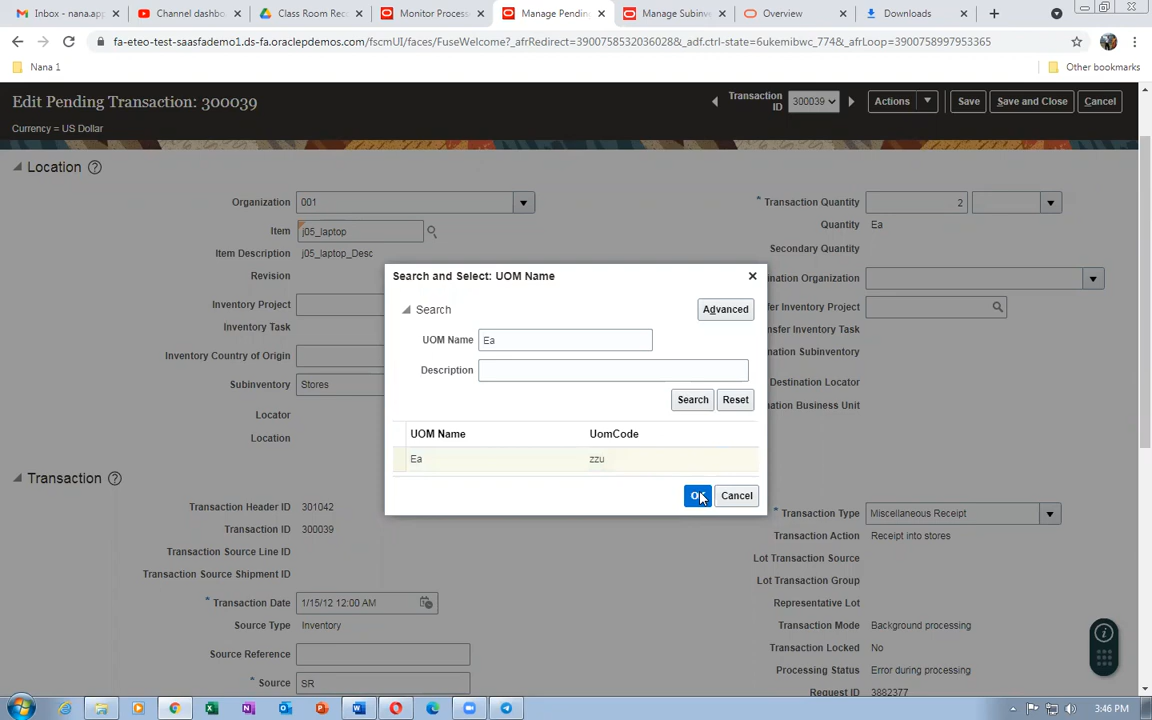 Inbox - nana.app
Channel dashbo
Class Room Rec
Monitor Process
Manage Pending
Manage Subinve
Overview
Downloads
fa-eteo-test-saasfademo1.ds-fa.oraclepdemos.com/fscmUI/faces/FuseWelcome?_afrRedirect=3900758532036028&_adf.ctrl-state=6ukemibwc_774&_afrLoop=3900758997953365
Nana 1
Other bookmarks
Edit Pending Transaction: 300039
Transaction ID 300039 Actions Save Save and Close Cancel
Currency = US Dollar
Location
Organization 001
* Transaction Quantity 2
Item j05_laptop
Quantity Ea
Item Description j05_laptop_Desc
Secondary Quantity
Revision
ination Organization
Inventory Project
sfer Inventory Project
Inventory Task
sfer Inventory Task
Inventory Country of Origin
nation Subinventory
Subinventory Stores
Destination Locator
Locator
nation Business Unit
Location
Search and Select: UOM Name
Search
Advanced
UOM Name Ea
Description
Search Reset
UOM Name UomCode
Ea zzu
OK Cancel
Transaction
Transaction Header ID 301042
* Transaction Type Miscellaneous Receipt
Transaction ID 300039
Transaction Action Receipt into stores
Transaction Source Line ID
Lot Transaction Source
Transaction Source Shipment ID
Lot Transaction Group
* Transaction Date 1/15/12 12:00 AM
Representative Lot
Source Type Inventory
Transaction Mode Background processing
Source Reference
Transaction Locked No
Processing Status Error during processing
* Source SR
Request ID 3882377
3:46 PM